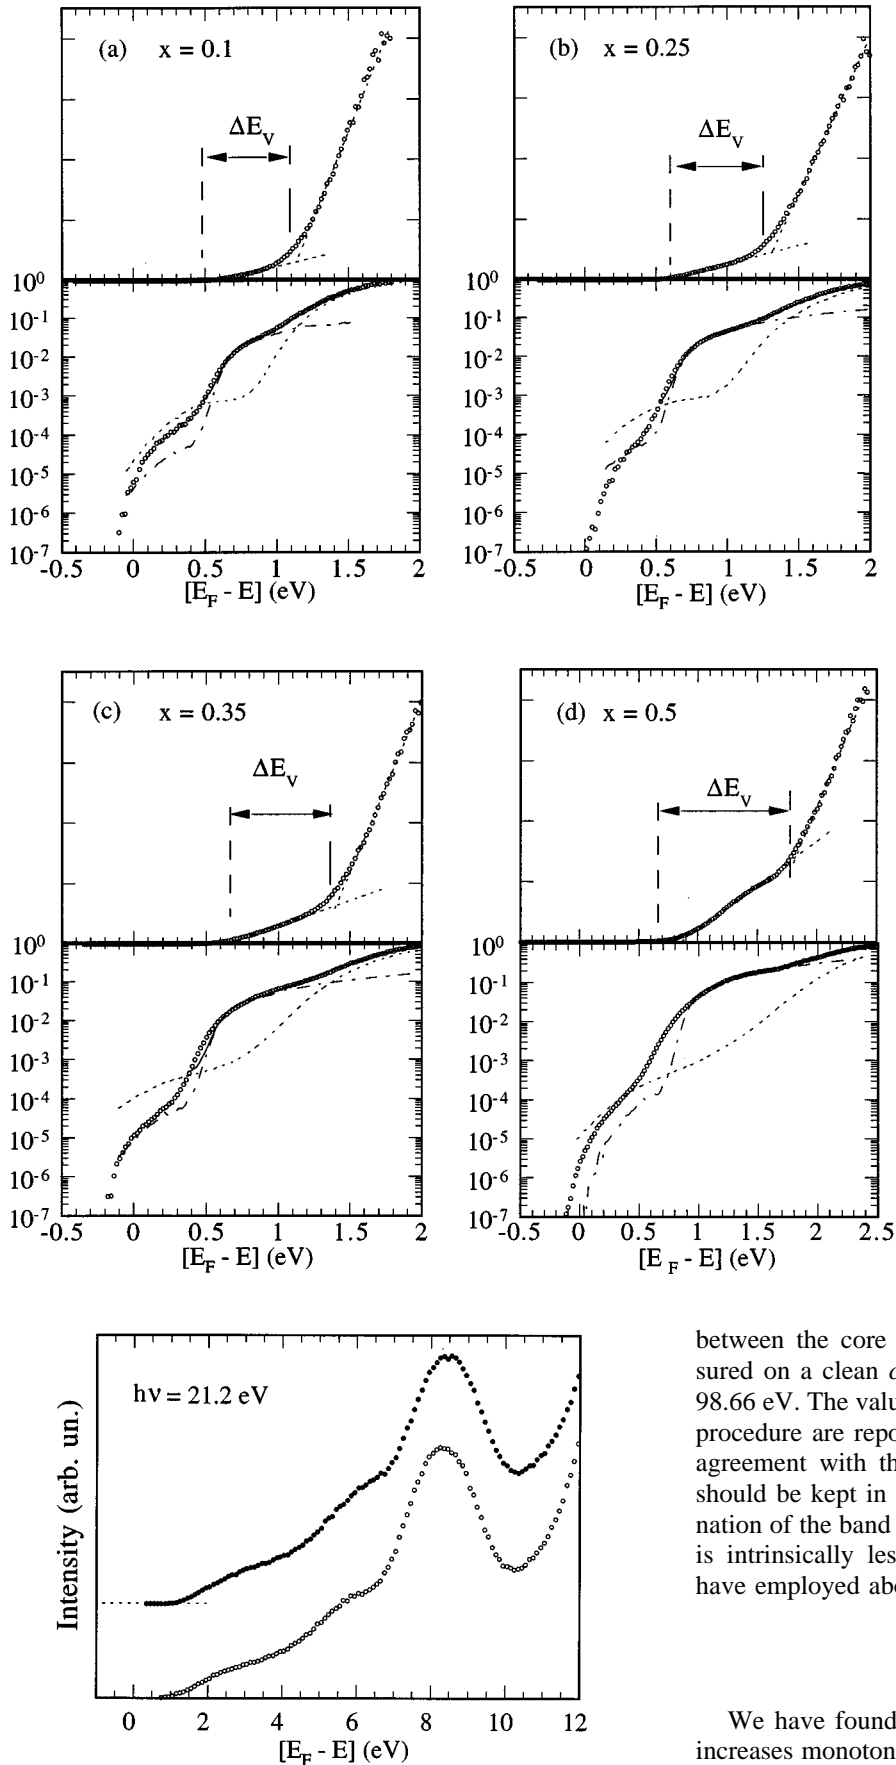 (a) x = 0.1
ΔE_V
10^0
10^-1
10^-2
10^-3
10^-4
10^-5
10^-6
10^-7
-0.5 0 0.5 1 1.5 2
[E_F - E] (eV)
(b) x = 0.25
ΔE_V
10^0
10^-1
10^-2
10^-3
10^-4
10^-5
10^-6
10^-7
-0.5 0 0.5 1 1.5 2
[E_F - E] (eV)
(c) x = 0.35
ΔE_V
10^0
10^-1
10^-2
10^-3
10^-4
10^-5
10^-6
10^-7
-0.5 0 0.5 1 1.5 2
[E_F - E] (eV)
(d) x = 0.5
ΔE_V
10^0
10^-1
10^-2
10^-3
10^-4
10^-5
10^-6
10^-7
-0.5 0 0.5 1 1.5 2 2.5
[E_F - E] (eV)
hν = 21.2 eV
Intensity (arb. un.)
0 2 4 6 8 10 12
[E_F - E] (eV)
between the core
sured on a clean
98.66 eV. The valu
procedure are repo
agreement with th
should be kept in
nation of the band
is intrinsically les
have employed abo
We have found
increases monoton